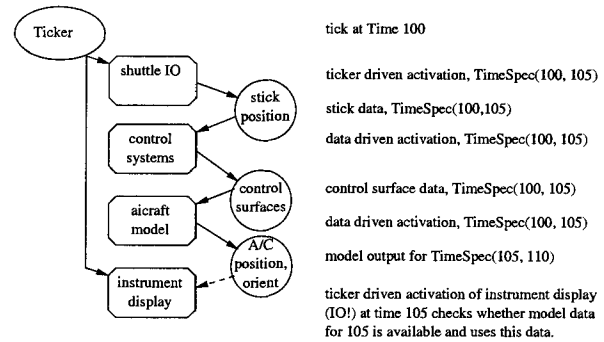 Ticker
tick at Time 100
shuttle IO
ticker driven activation, TimeSpec(100, 105)
stick
position
stick data, TimeSpec(100,105)
control
systems
data driven activation, TimeSpec(100, 105)
control
surfaces
control surface data, TimeSpec(100, 105)
aicraft
model
data driven activation, TimeSpec(100, 105)
A/C
position,
orient
model output for TimeSpec(105, 110)
instrument
display
ticker driven activation of instrument display
(IO!) at time 105 checks whether model data
for 105 is available and uses this data.